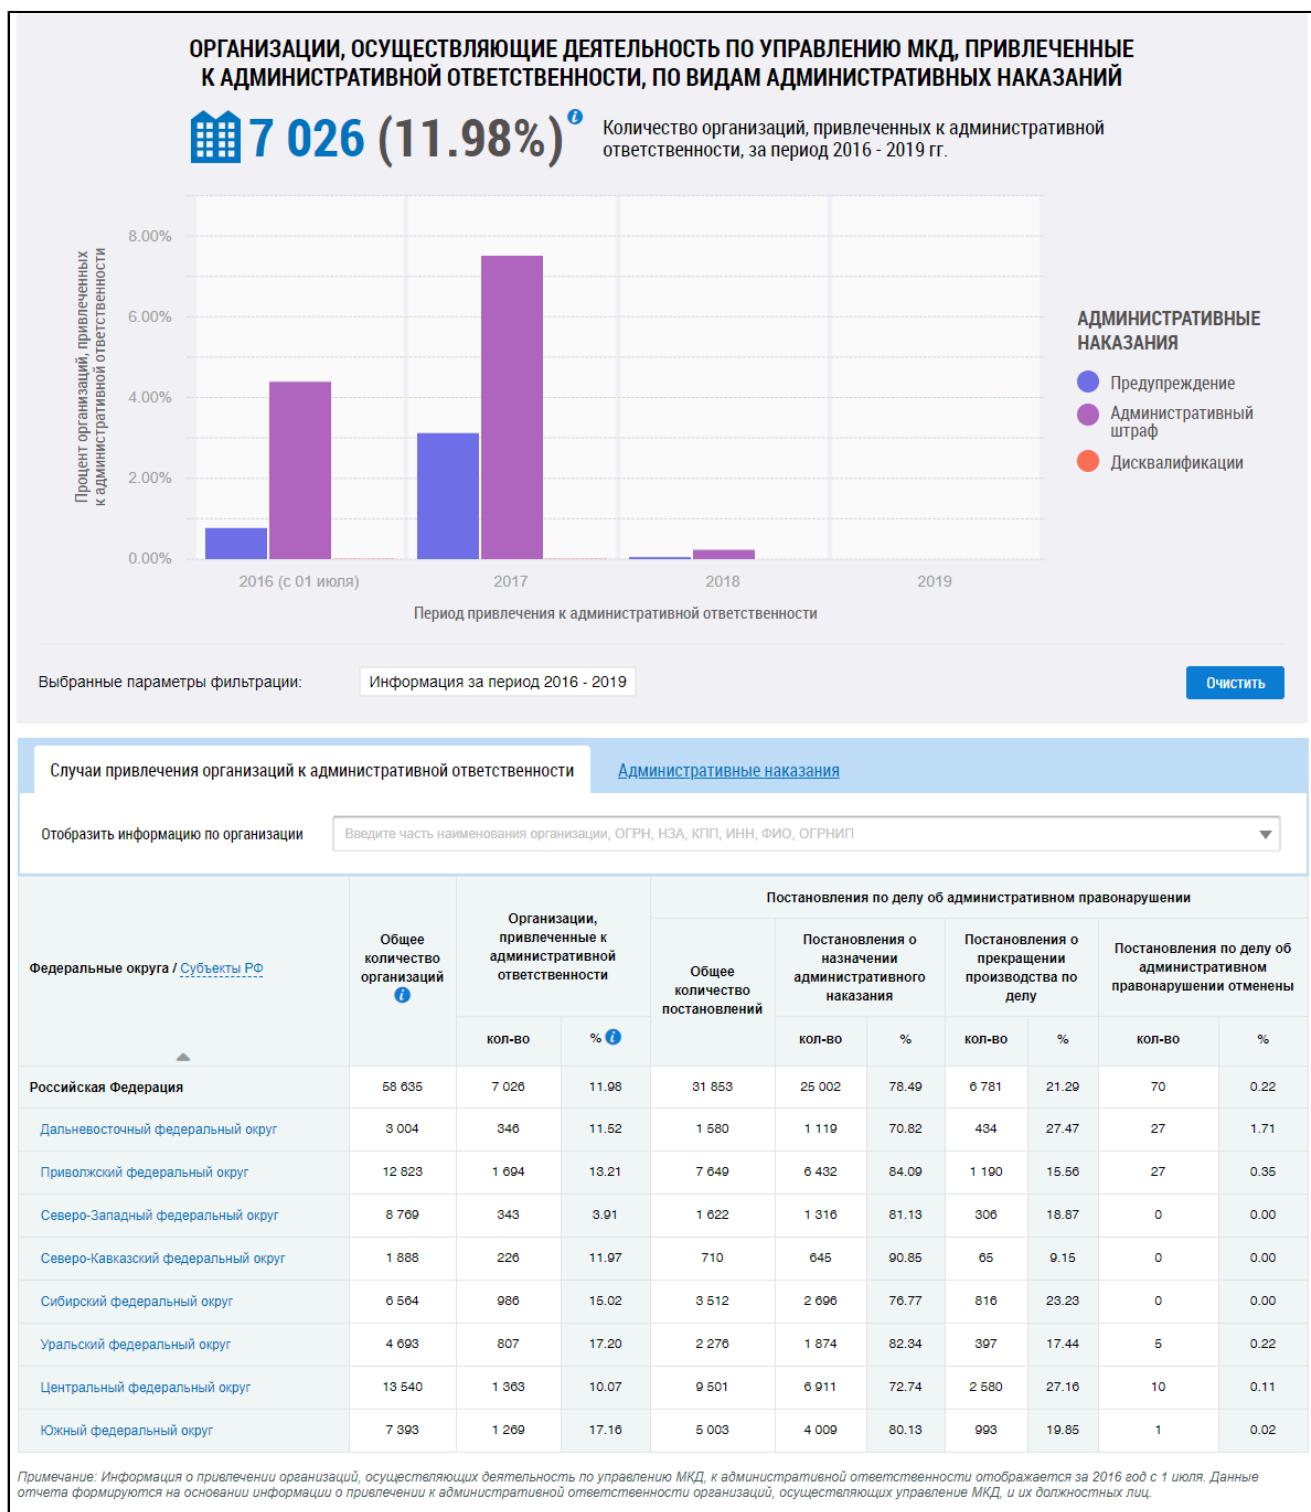 ОРГАНИЗАЦИИ, ОСУЩЕСТВЛЯЮЩИЕ ДЕЯТЕЛЬНОСТЬ ПО УПРАВЛЕНИЮ МКД, ПРИВЛЕЧЕННЫЕ
К АДМИНИСТРАТИВНОЙ ОТВЕТСТВЕННОСТИ, ПО ВИДАМ АДМИНИСТРАТИВНЫХ НАКАЗАНИЙ
7 026 (11.98%) i
Количество организаций, привлеченных к административной
ответственности, за период 2016 - 2019 гг.
Процент организаций, привлеченных
к административной ответственности
8.00%
6.00%
4.00%
2.00%
0.00%
2016 (с 01 июля) 2017 2018 2019
Период привлечения к административной ответственности
АДМИНИСТРАТИВНЫЕ
НАКАЗАНИЯ
Предупреждение
Административный
штраф
Дисквалификации
Выбранные параметры фильтрации: Информация за период 2016 - 2019 Очистить
Случаи привлечения организаций к административной ответственности Административные наказания
Отобразить информацию по организации Введите часть наименования организации, ОГРН, НЗА, КПП, ИНН, ФИО, ОГРНИП
Федеральные округа / Субъекты РФ
Общее
количество
организаций
i
Организации,
привлеченные к
административной
ответственности
Постановления по делу об административном правонарушении
Общее
количество
постановлений
Постановления о
назначении
административного
наказания
Постановления о
прекращении
производства по
делу
Постановления по делу об
административном
правонарушении отменены
кол-во % i кол-во % кол-во % кол-во %
Российская Федерация 58 635 7 026 11.98 31 853 25 002 78.49 6 781 21.29 70 0.22
Дальневосточный федеральный округ 3 004 346 11.52 1 580 1 119 70.82 434 27.47 27 1.71
Приволжский федеральный округ 12 823 1 694 13.21 7 649 6 432 84.09 1 190 15.56 27 0.35
Северо-Западный федеральный округ 8 769 343 3.91 1 622 1 316 81.13 306 18.87 0 0.00
Северо-Кавказский федеральный округ 1 888 226 11.97 710 645 90.85 65 9.15 0 0.00
Сибирский федеральный округ 6 564 986 15.02 3 512 2 696 76.77 816 23.23 0 0.00
Уральский федеральный округ 4 693 807 17.20 2 276 1 874 82.34 397 17.44 5 0.22
Центральный федеральный округ 13 540 1 363 10.07 9 501 6 911 72.74 2 580 27.16 10 0.11
Южный федеральный округ 7 393 1 269 17.16 5 003 4 009 80.13 993 19.85 1 0.02
Примечание: Информация о привлечении организаций, осуществляющих деятельность по управлению МКД, к административной ответственности отображается за 2016 год с 1 июля. Данные
отчета формируются на основании информации о привлечении к административной ответственности организаций, осуществляющих управление МКД, и их должностных лиц.